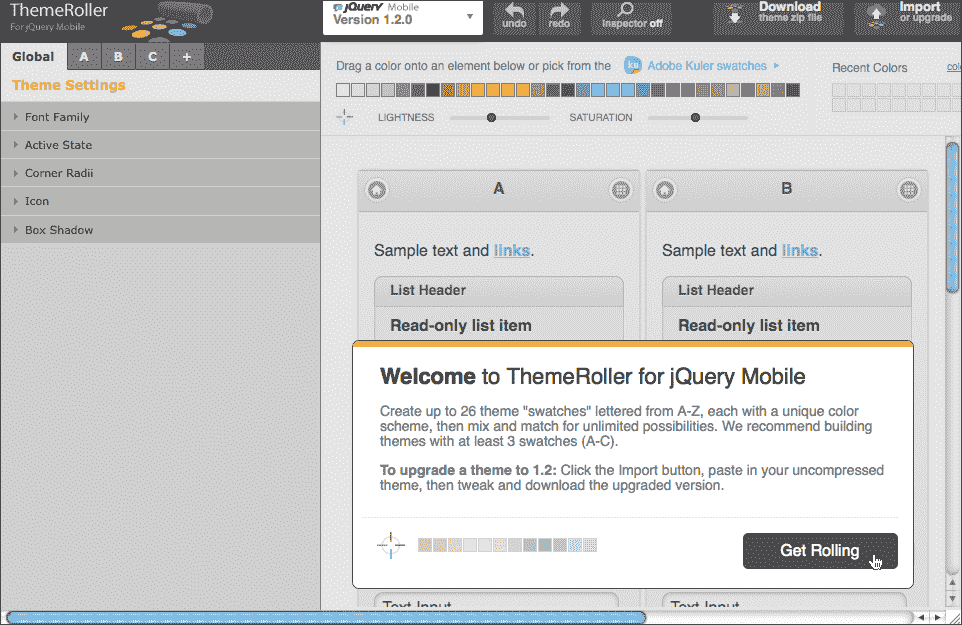 ThemeRoller
For jQuery Mobile
jQuery Mobile
Version 1.2.0
undo
redo
Inspector off
Download
theme zip file
Import
or upgrade
Global
A
B
C
+
Theme Settings
Font Family
Active State
Corner Radii
Icon
Box Shadow
Drag a color onto an element below or pick from the
ku
Adobe Kuler swatches
Recent Colors
LIGHTNESS
SATURATION
A
B
Sample text and links.
Sample text and links.
List Header
List Header
Read-only list item
Read-only list item
Welcome to ThemeRoller for jQuery Mobile
Create up to 26 theme "swatches" lettered from A-Z, each with a unique color
scheme, then mix and match for unlimited possibilities. We recommend building
themes with at least 3 swatches (A-C).
To upgrade a theme to 1.2: Click the Import button, paste in your uncompressed
theme, then tweak and download the upgraded version.
Get Rolling
Text Input
Text Input